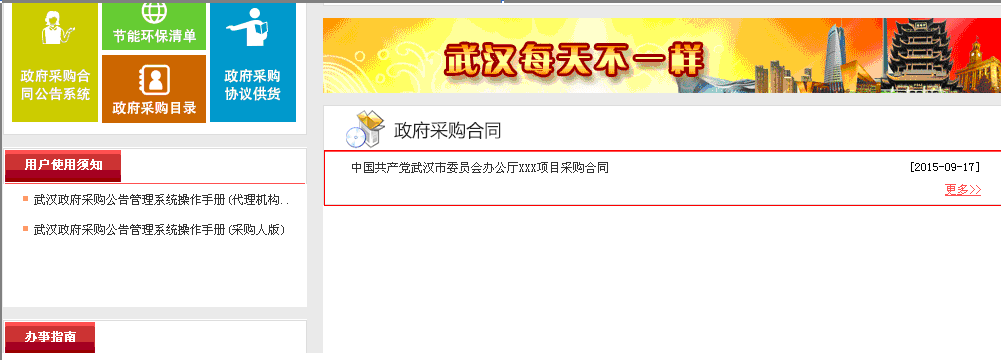 节能环保清单
政府采购合
同公告系统
政府采购目录
政府采购
协议供货
用户使用须知
武汉政府采购公告管理系统操作手册(代理机构..
武汉政府采购公告管理系统操作手册(采购人版)
办事指南
武汉每天不一样
政府采购合同
中国共产党武汉市委员会办公厅XXX项目采购合同
[2015-09-17]
更多>>